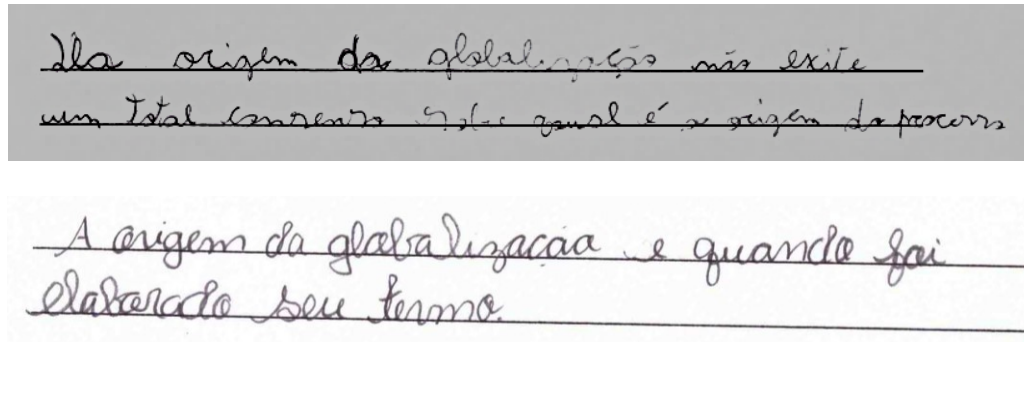 Na origem da globalização não exite
um total consenso sobre qual é a origem do processo
A origem da globalização e quando foi
elaborado seu termo.